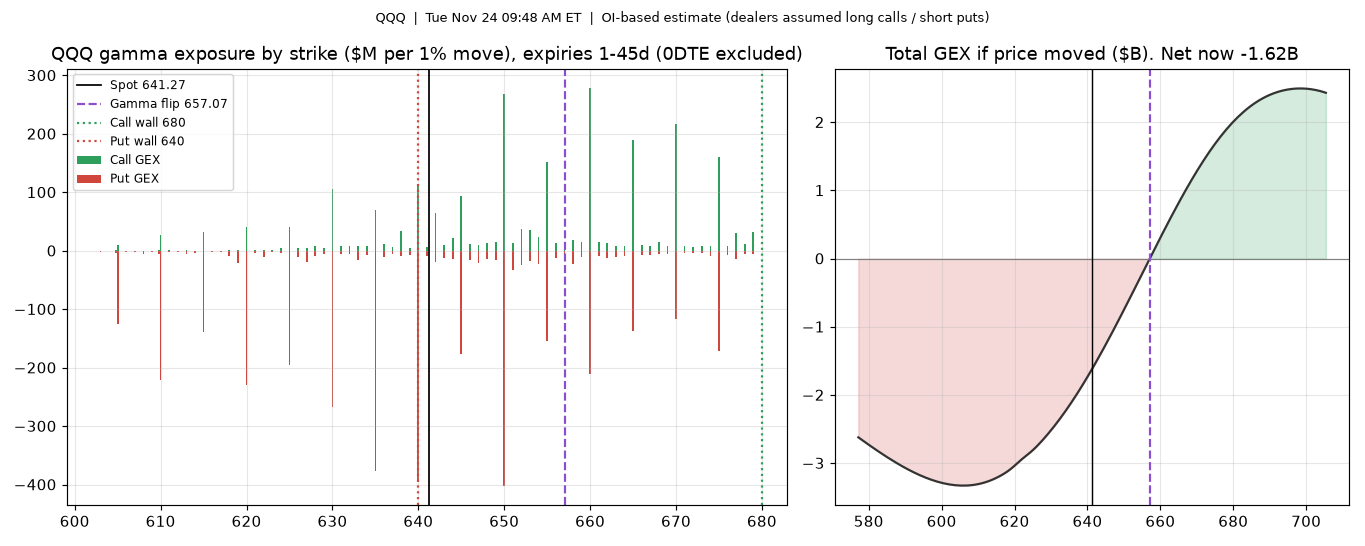 QQQ | Tue Nov 24 09:48 AM ET | OI-based estimate (dealers assumed long calls / short puts)
QQQ gamma exposure by strike ($M per 1% move), expiries 1-45d (0DTE excluded)
300
200
100
0
−100
−200
−300
−400
Spot 641.27
Gamma flip 657.07
Call wall 680
Put wall 640
Call GEX
Put GEX
600 610 620 630 640 650 660 670 680
Total GEX if price moved ($B). Net now -1.62B
2
1
0
−1
−2
−3
580 600 620 640 660 680 700